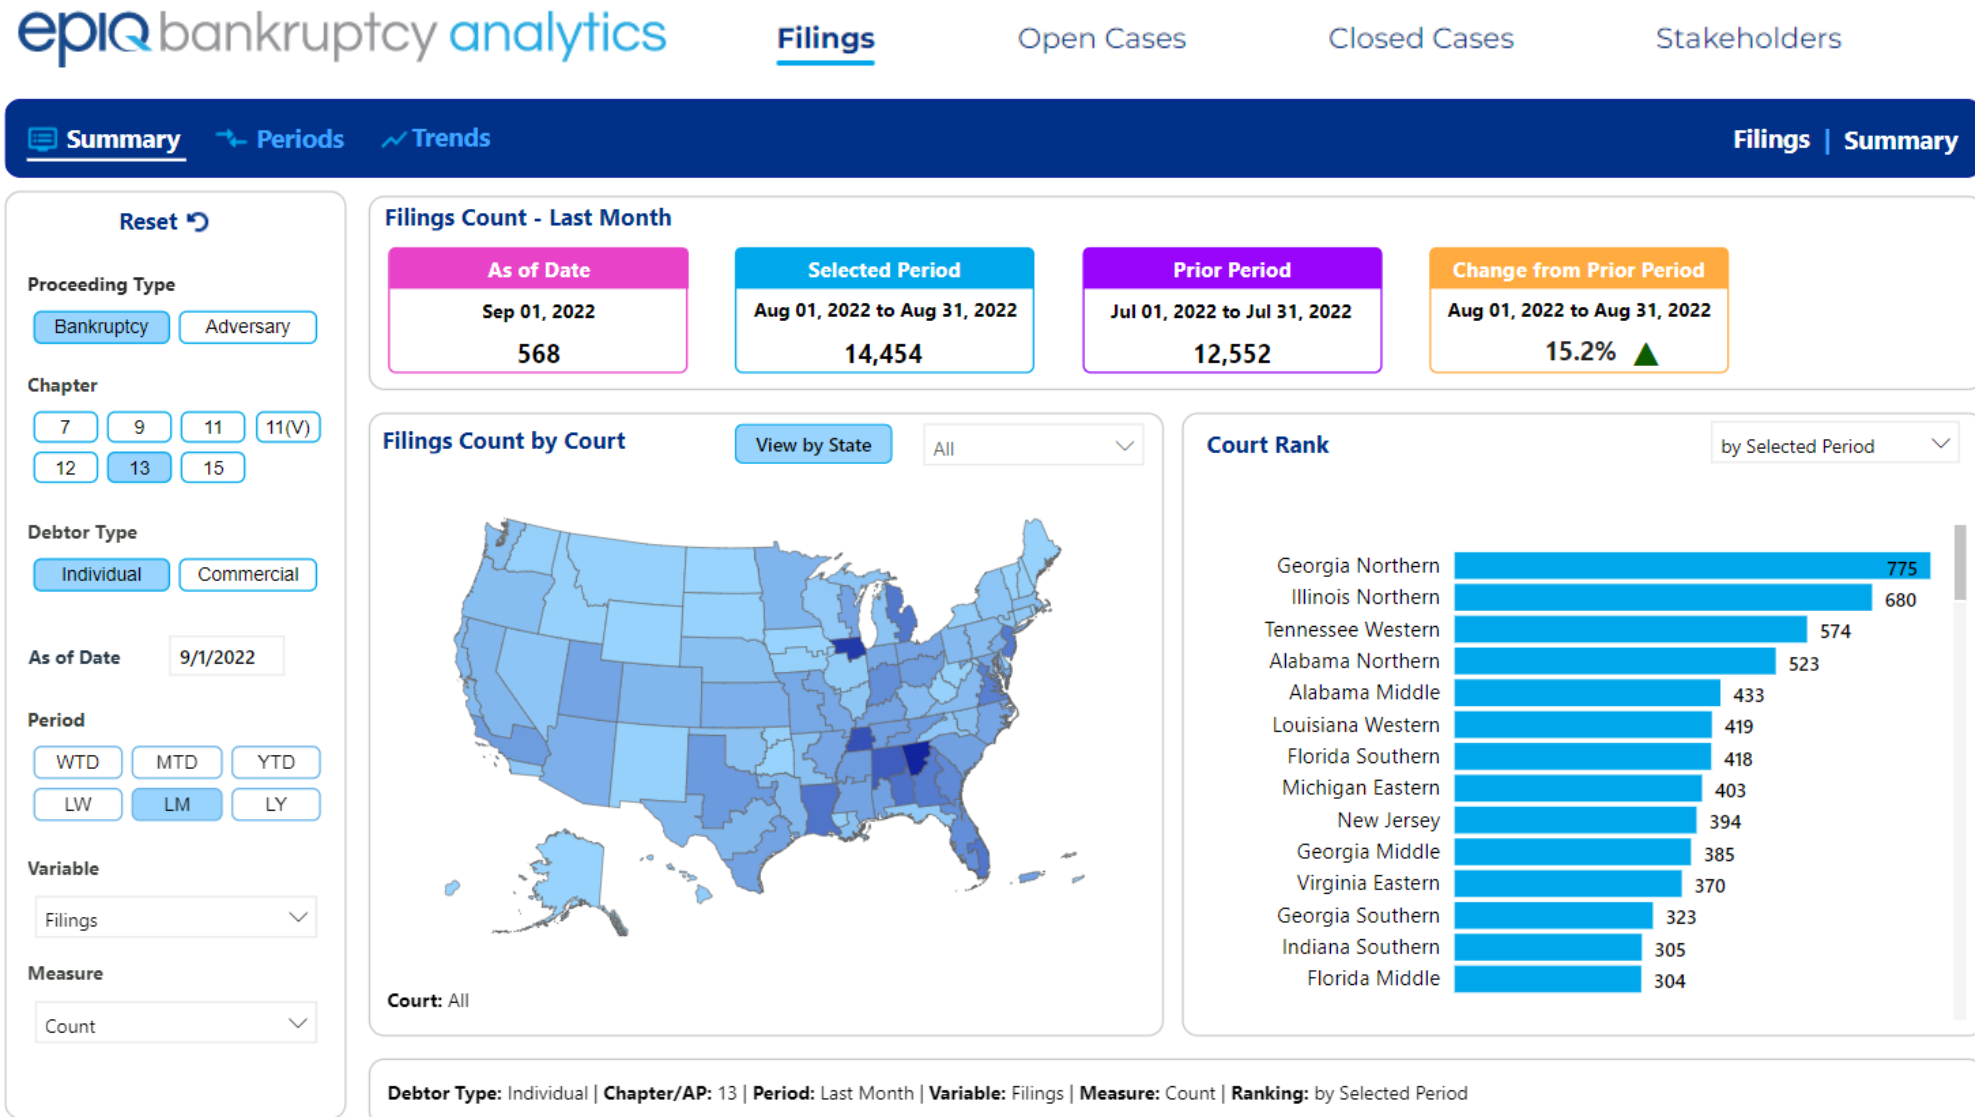 epiq bankruptcy analytics
Filings
Open Cases
Closed Cases
Stakeholders
Summary
Periods
Trends
Filings | Summary
Reset
Proceeding Type
Bankruptcy
Adversary
Chapter
7
9
11
11(V)
12
13
15
Debtor Type
Individual
Commercial
As of Date
9/1/2022
Period
WTD
MTD
YTD
LW
LM
LY
Variable
Filings
Measure
Count
Filings Count - Last Month
As of Date
Sep 01, 2022
568
Selected Period
Aug 01, 2022 to Aug 31, 2022
14,454
Prior Period
Jul 01, 2022 to Jul 31, 2022
12,552
Change from Prior Period
Aug 01, 2022 to Aug 31, 2022
15.2% ▲
Filings Count by Court
View by State
All
Court: All
Court Rank
by Selected Period
Georgia Northern 775
Illinois Northern 680
Tennessee Western 574
Alabama Northern 523
Alabama Middle 433
Louisiana Western 419
Florida Southern 418
Michigan Eastern 403
New Jersey 394
Georgia Middle 385
Virginia Eastern 370
Georgia Southern 323
Indiana Southern 305
Florida Middle 304
Debtor Type: Individual | Chapter/AP: 13 | Period: Last Month | Variable: Filings | Measure: Count | Ranking: by Selected Period